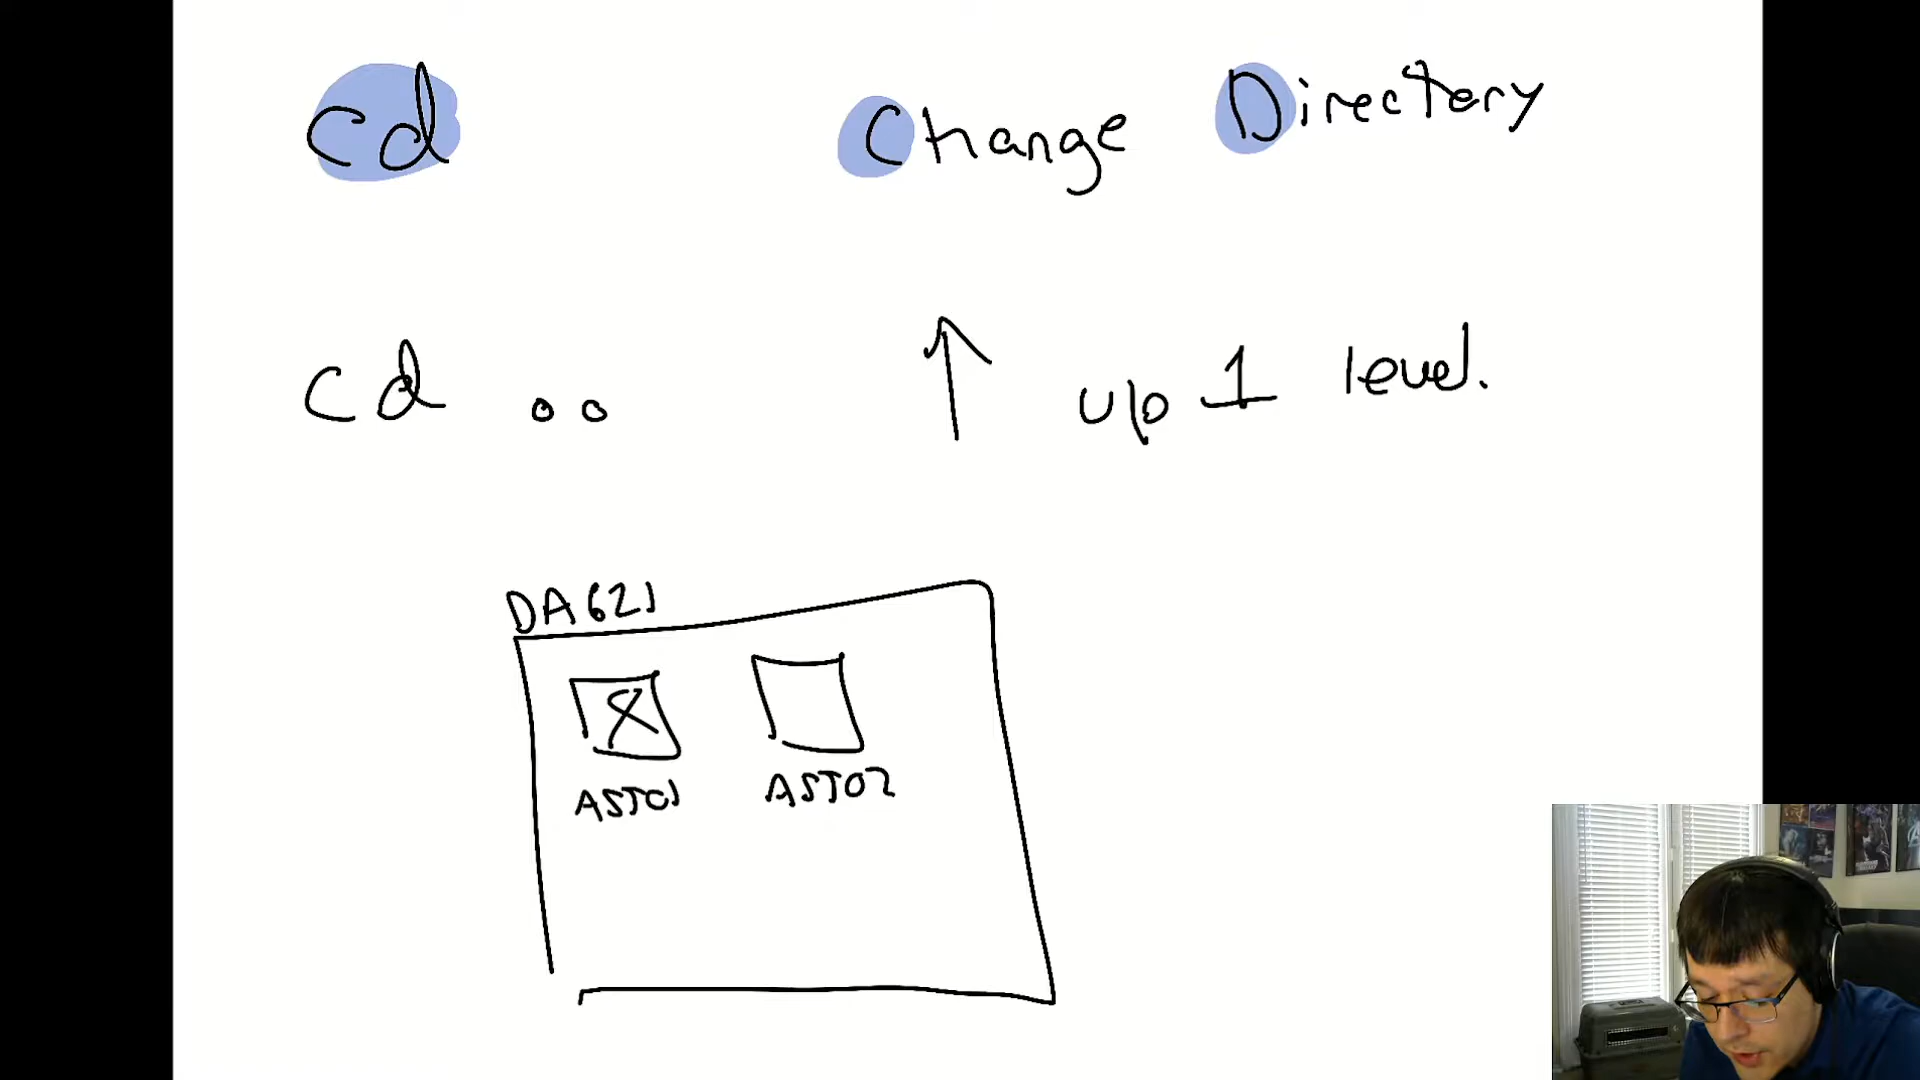 cd Change Directory
cd .. ↑ up 1 level.
DA621
X
AST01 AST02